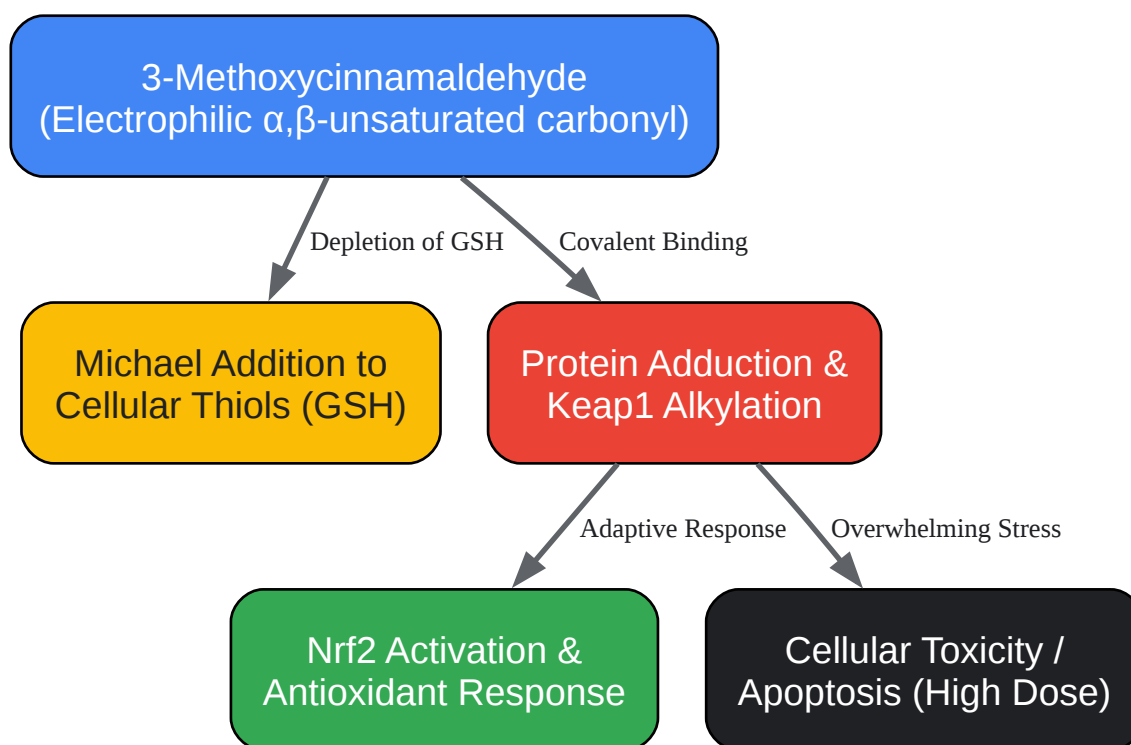 3-Methoxycinnamaldehyde
(Electrophilic α,β-unsaturated carbonyl)
Depletion of GSH
Covalent Binding
Michael Addition to
Cellular Thiols (GSH)
Protein Adduction &
Keap1 Alkylation
Adaptive Response
Overwhelming Stress
Nrf2 Activation &
Antioxidant Response
Cellular Toxicity /
Apoptosis (High Dose)